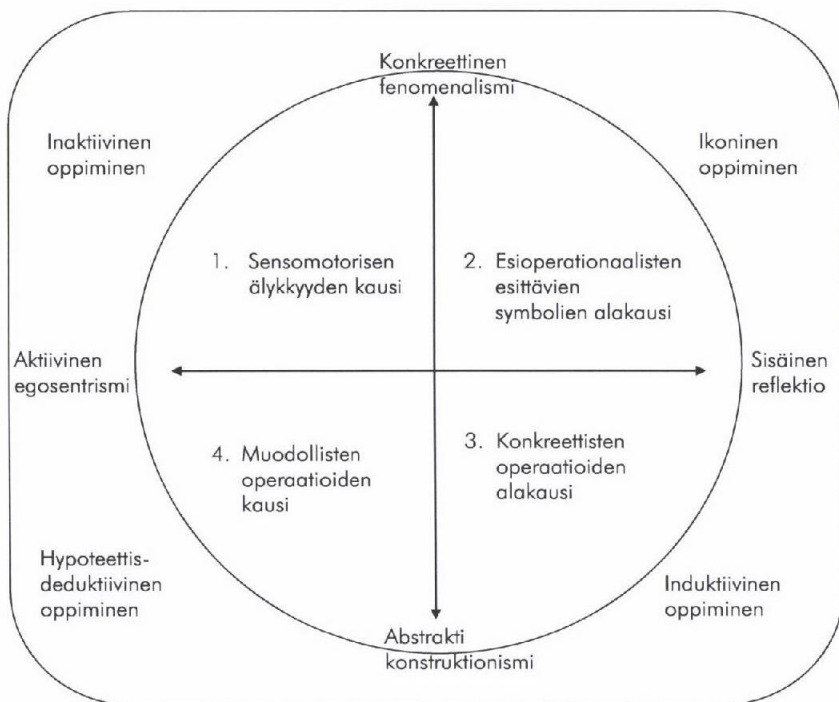 Konkreettinen
fenomenalismi
Inaktiivinen
oppiminen
Ikoninen
oppiminen
1. Sensomotorisen
älykkyyden kausi
2. Esioperationaalisten
esittävien
symbolien alakausi
Aktiivinen
egosentrismi
Sisäinen
reflektio
4. Muodollisten
operaatioiden
kausi
3. Konkreettisten
operaatioiden
alakausi
Hypoteettis-
deduktiivinen
oppiminen
Induktiivinen
oppiminen
Abstrakti
konstruktionismi